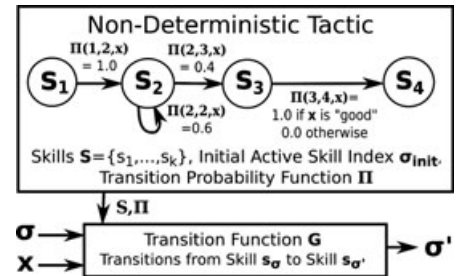 Non-Deterministic Tactic
Π(1,2,x)
= 1.0
Π(2,3,x)
= 0.4
S1
S2
S3
S4
Π(2,2,x)
=0.6
Π(3,4,x)=
1.0 if x is "good"
0.0 otherwise
Skills S={s1,...,sk}, Initial Active Skill Index σinit.
Transition Probability Function Π
S,Π
σ
x
Transition Function G
Transitions from Skill sσ to Skill sσ'
σ'